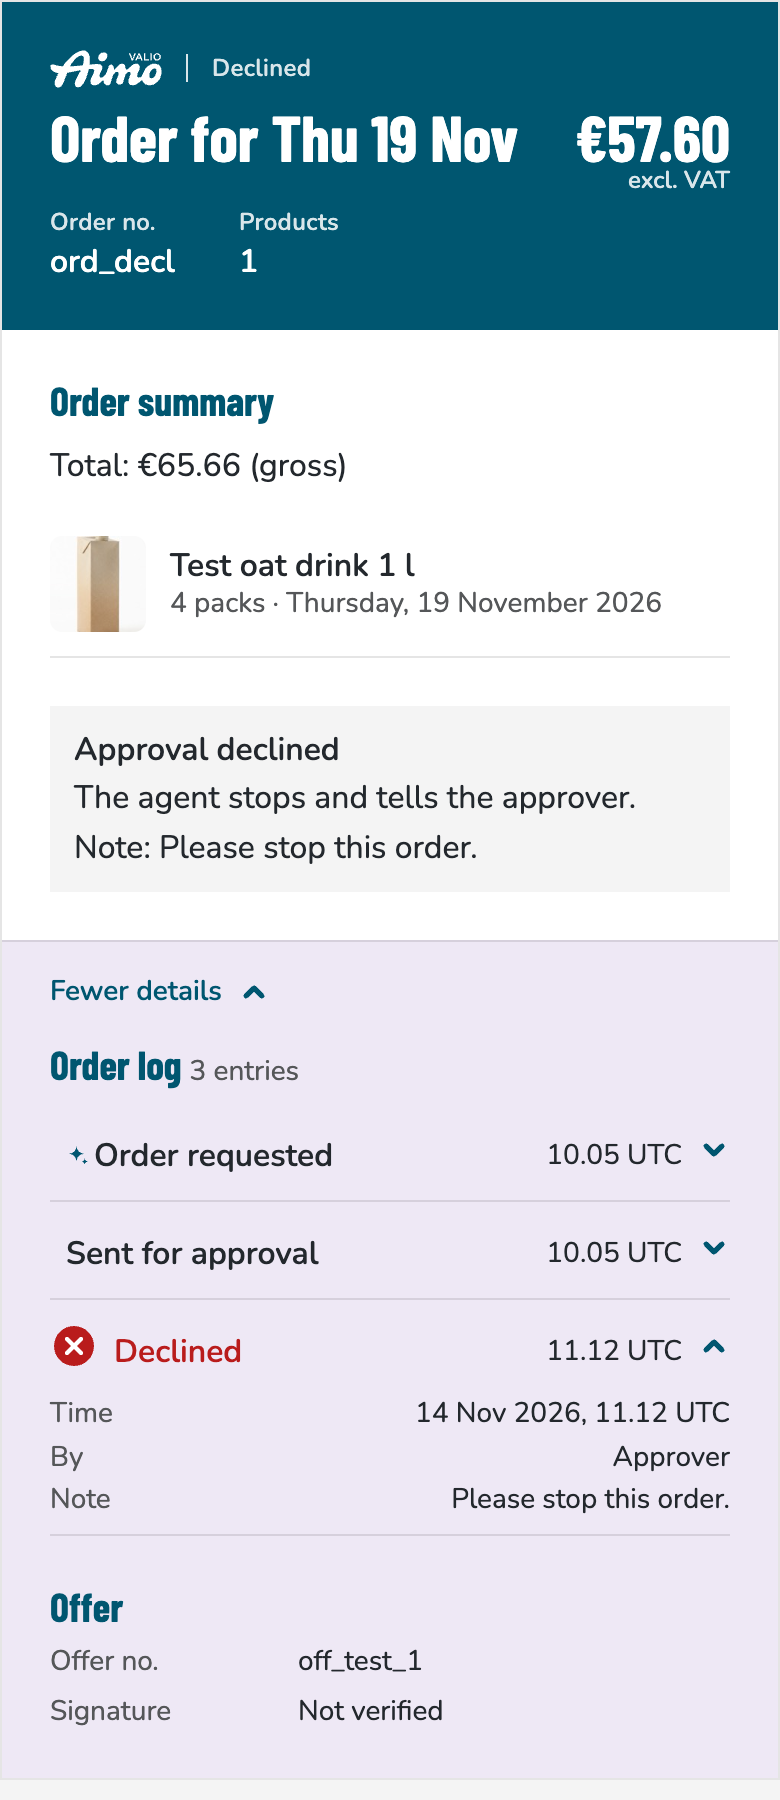 Aimo VALIO | Declined
Order for Thu 19 Nov €57.60
excl. VAT
Order no. Products
ord_decl 1
Order summary
Total: €65.66 (gross)
Test oat drink 1 l
4 packs · Thursday, 19 November 2026
Approval declined
The agent stops and tells the approver.
Note: Please stop this order.
Fewer details
Order log 3 entries
Order requested 10.05 UTC
Sent for approval 10.05 UTC
Declined 11.12 UTC
Time 14 Nov 2026, 11.12 UTC
By Approver
Note Please stop this order.
Offer
Offer no. off_test_1
Signature Not verified